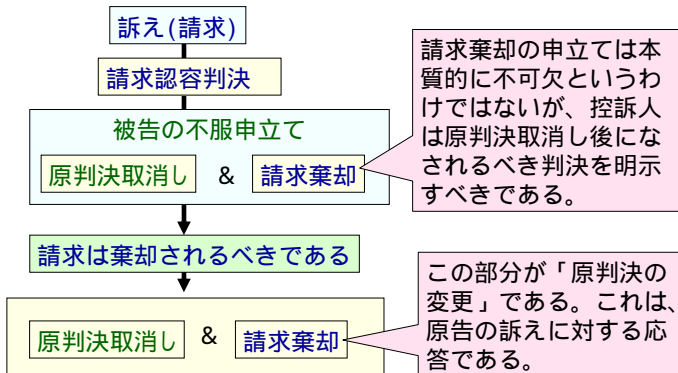 訴え(請求)
請求認容判決
被告の不服申立て
原判決取消し & 請求棄却
請求棄却の申立ては本
質的に不可欠というわ
けではないが、控訴人
は原判決取消し後にな
されるべき判決を明示
すべきである。
請求は棄却されるべきである
原判決取消し & 請求棄却
この部分が「原判決の
変更」である。これは、
原告の訴えに対する応
答である。